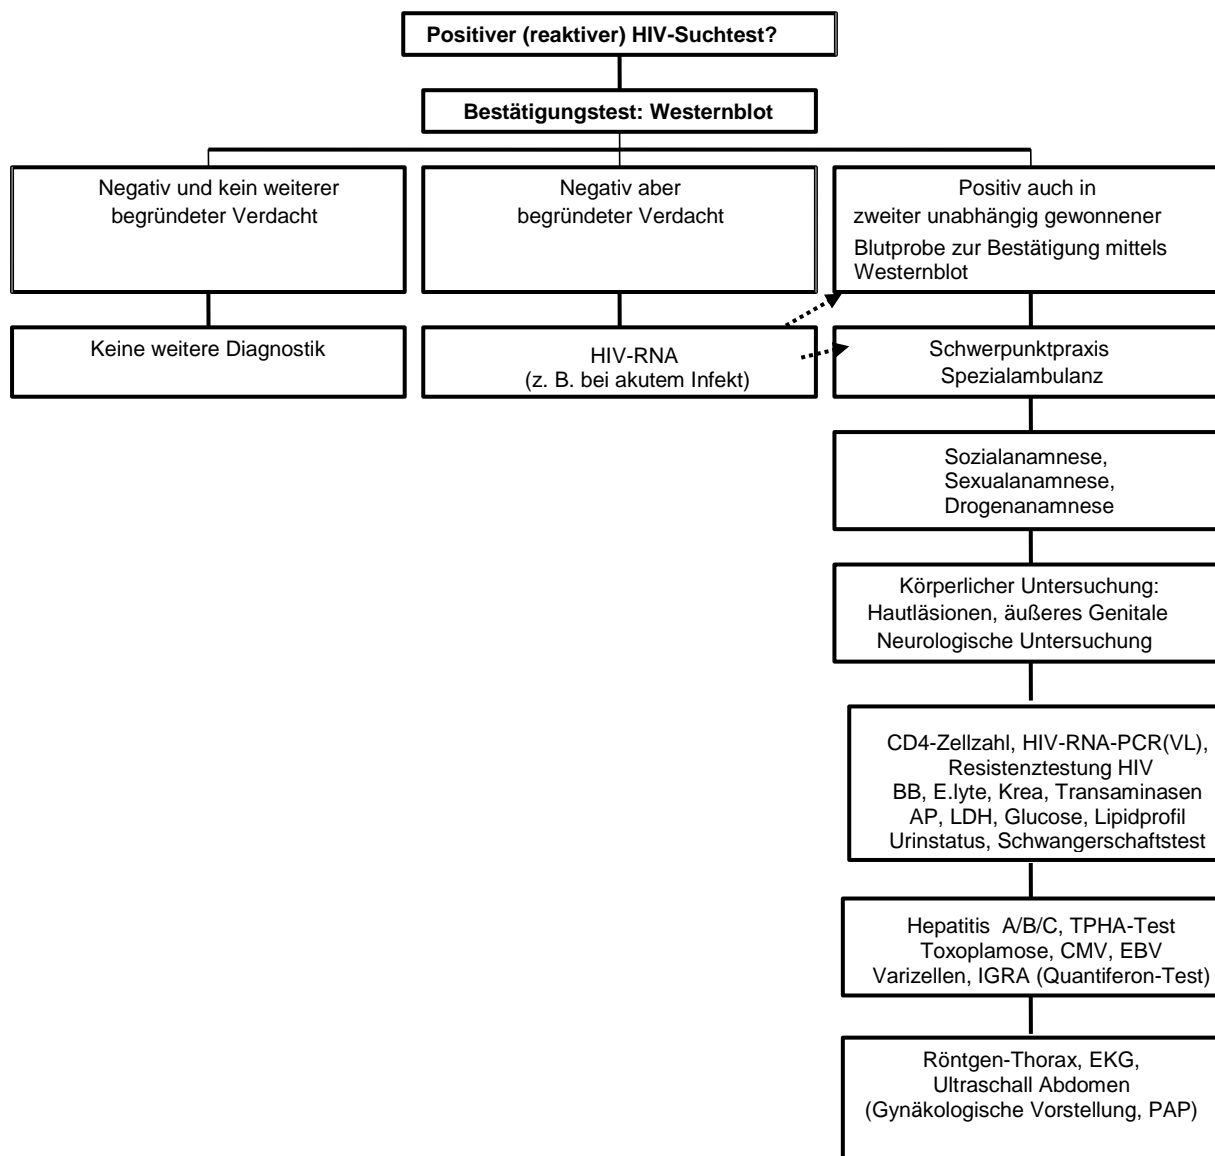 Positiver (reaktiver) HIV-Suchtest?
Bestätigungstest: Westernblot
Negativ und kein weiterer
begründeter Verdacht
Negativ aber
begründeter Verdacht
Positiv auch in
zweiter unabhängig gewonnener
Blutprobe zur Bestätigung mittels
Westernblot
Keine weitere Diagnostik
HIV-RNA
(z. B. bei akutem Infekt)
Schwerpunktpraxis
Spezialambulanz
Sozialanamnese,
Sexualanamnese,
Drogenanamnese
Körperlicher Untersuchung:
Hautläsionen, äußeres Genitale
Neurologische Untersuchung
CD4-Zellzahl, HIV-RNA-PCR(VL),
Resistenztestung HIV
BB, E.lyte, Krea, Transaminasen
AP, LDH, Glucose, Lipidprofil
Urinstatus, Schwangerschaftstest
Hepatitis A/B/C, TPHA-Test
Toxoplamose, CMV, EBV
Varizellen, IGRA (Quantiferon-Test)
Röntgen-Thorax, EKG,
Ultraschall Abdomen
(Gynäkologische Vorstellung, PAP)